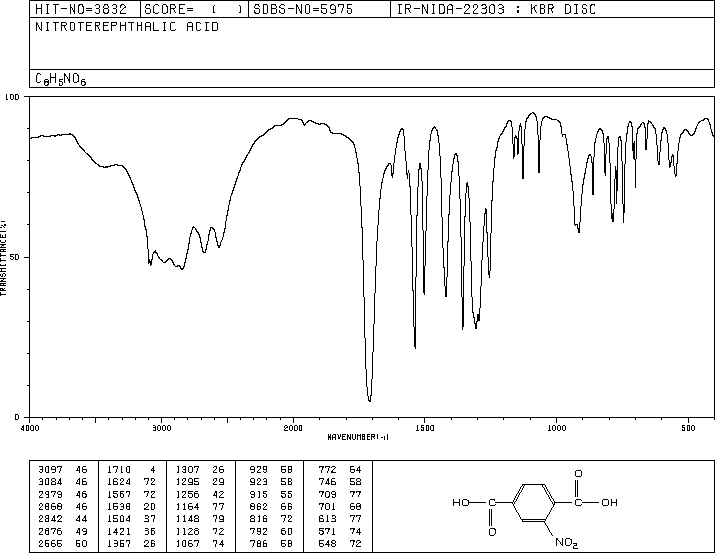 HIT-NO=3832 SCORE= ( ) SDBS-NO=5975 IR-NIDA-22303 : KBR DISC
NITROTEREPHTHALIC ACID
C8H5NO6
100
TRANSMITTANCE(%)
50
0
4000 3000 2000 1500 1000 500
WAVENUMBER(-1)
3097 46 1710 4 1307 26 929 58 772 64
3084 46 1624 72 1295 29 923 58 746 58
2979 46 1567 72 1256 42 915 55 709 77
2868 46 1538 20 1164 77 862 66 701 68
2842 44 1504 37 1148 79 816 72 613 77
2676 49 1421 36 1128 72 792 60 571 74
2566 50 1357 26 1067 74 786 58 548 72
O
HO C C OH
O
NO2